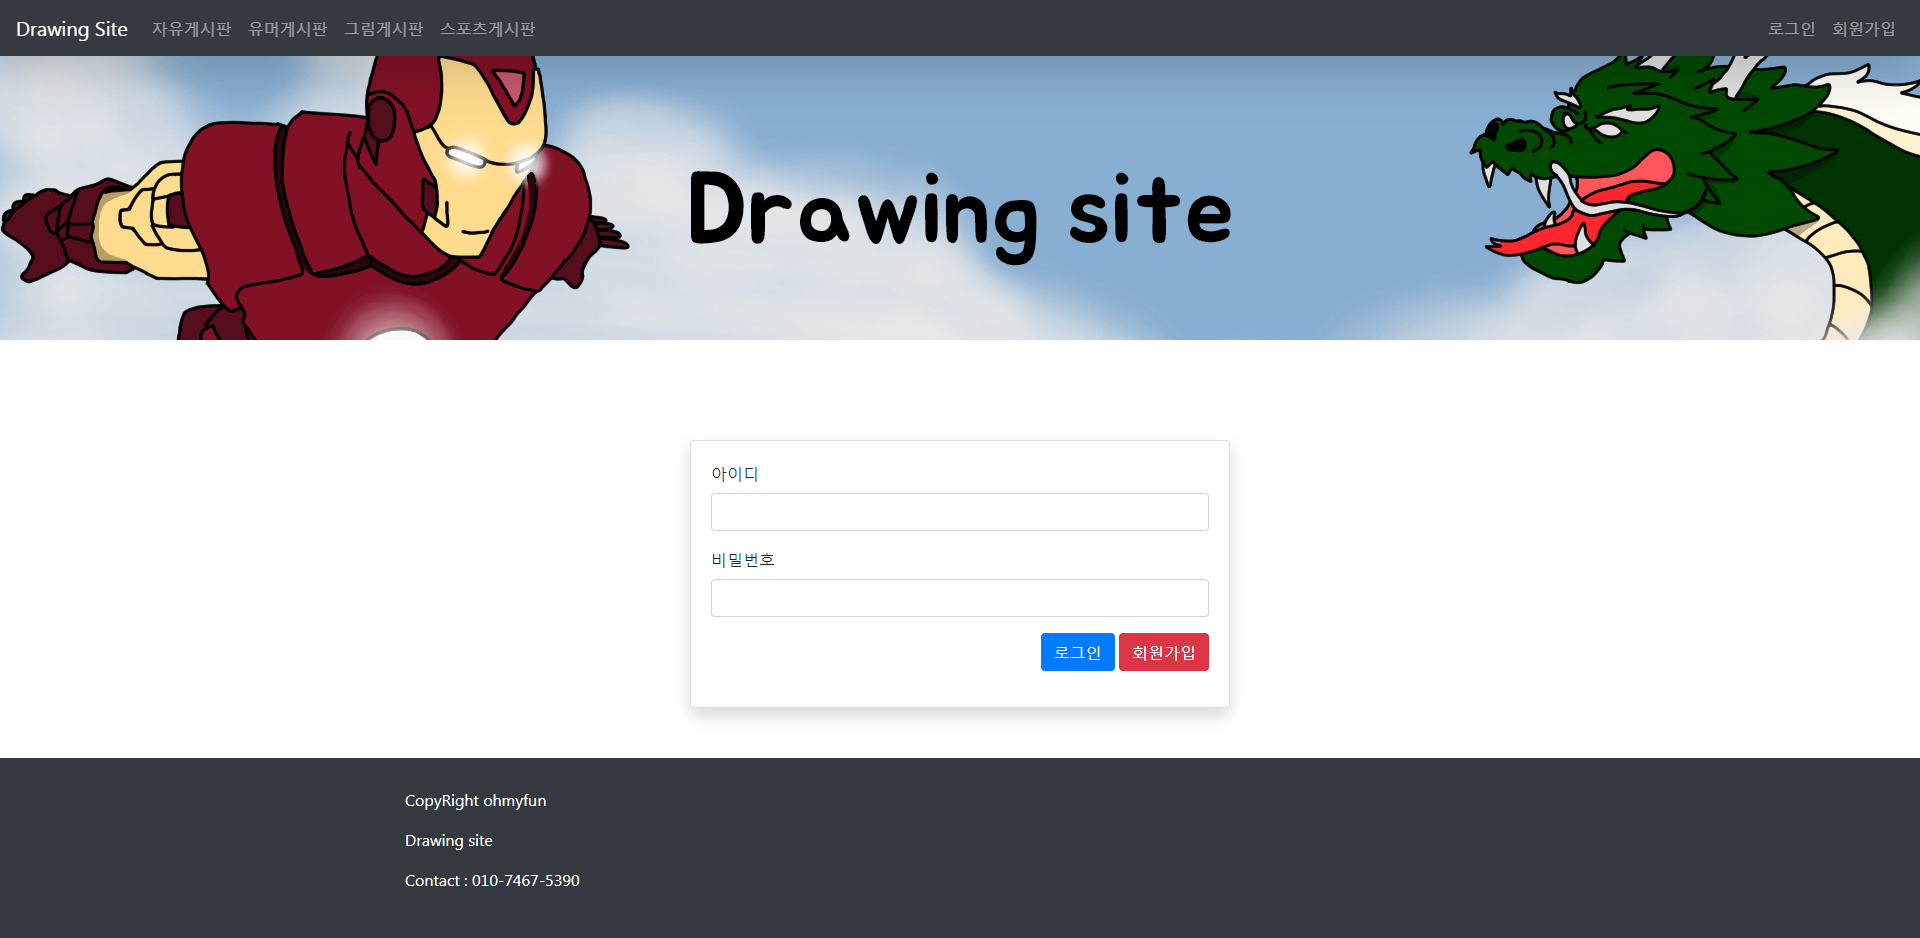 Drawing Site 자유게시판 유머게시판 그림게시판 스포츠게시판 로그인 회원가입
Drawing site
아이디
비밀번호
로그인 회원가입
CopyRight ohmyfun
Drawing site
Contact : 010-7467-5390